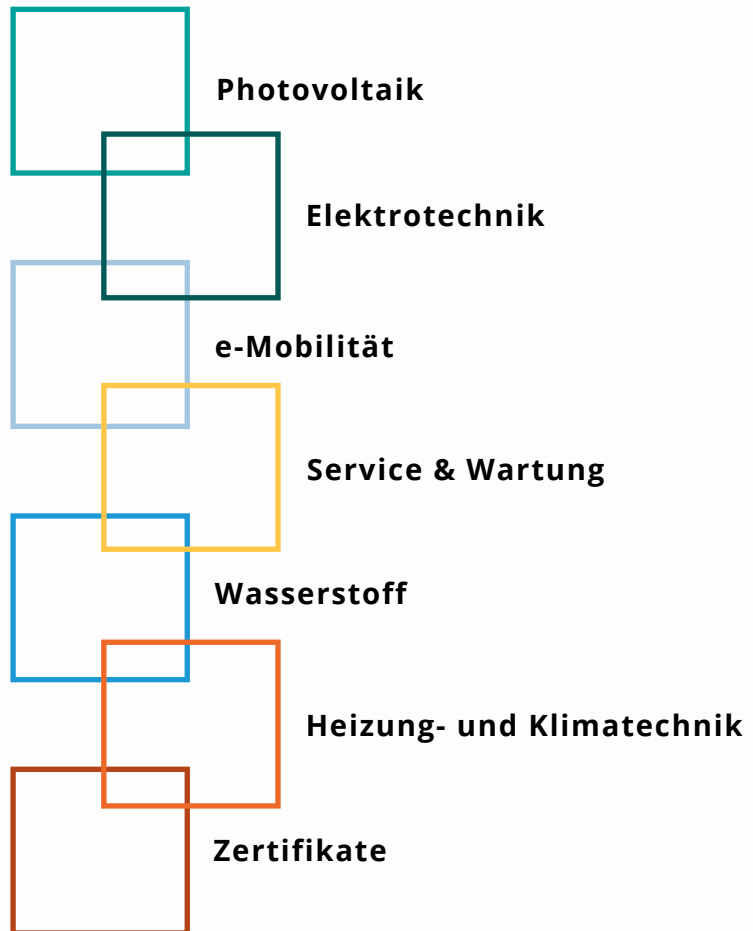 Photovoltaik
Elektrotechnik
e-Mobilität
Service & Wartung
Wasserstoff
Heizung- und Klimatechnik
Zertifikate